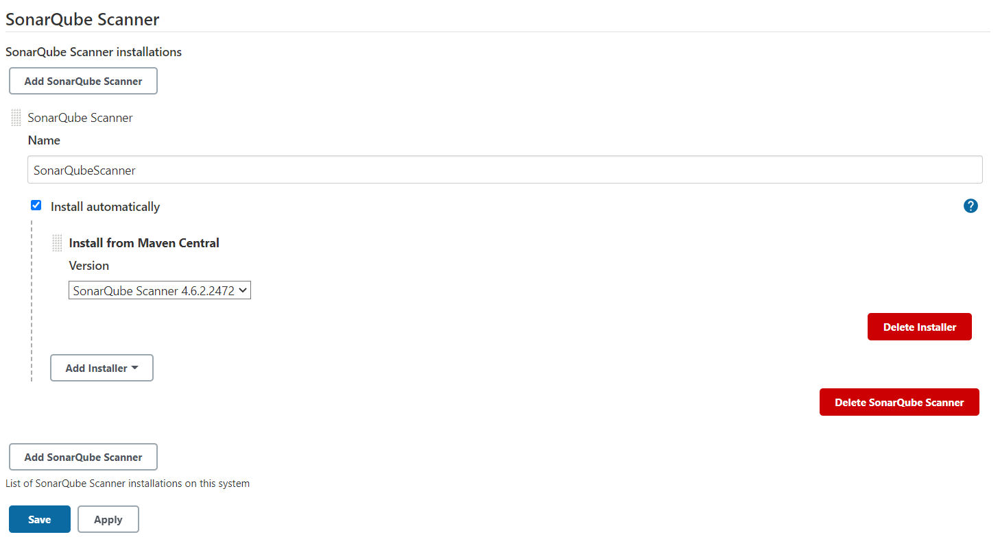 SonarQube Scanner
SonarQube Scanner installations
Add SonarQube Scanner
SonarQube Scanner
Name
SonarQubeScanner
Install automatically
?
Install from Maven Central
Version
SonarQube Scanner 4.6.2.2472
Delete Installer
Add Installer
Delete SonarQube Scanner
Add SonarQube Scanner
List of SonarQube Scanner installations on this system
Save Apply